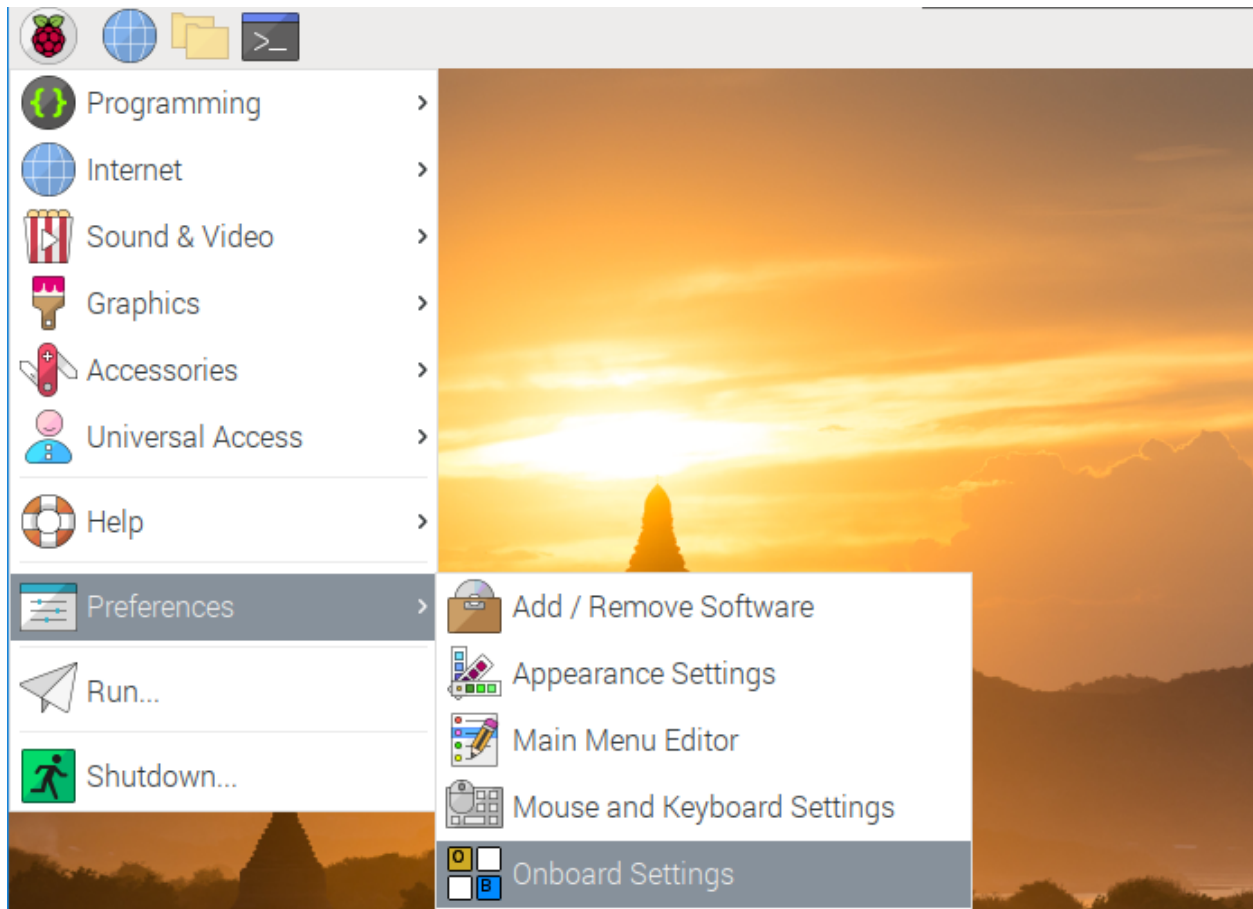 >_
Programming
Internet
Sound & Video
Graphics
Accessories
Universal Access
Help
Preferences
Run...
Shutdown...
Add / Remove Software
Appearance Settings
Main Menu Editor
Mouse and Keyboard Settings
O
B
Onboard Settings